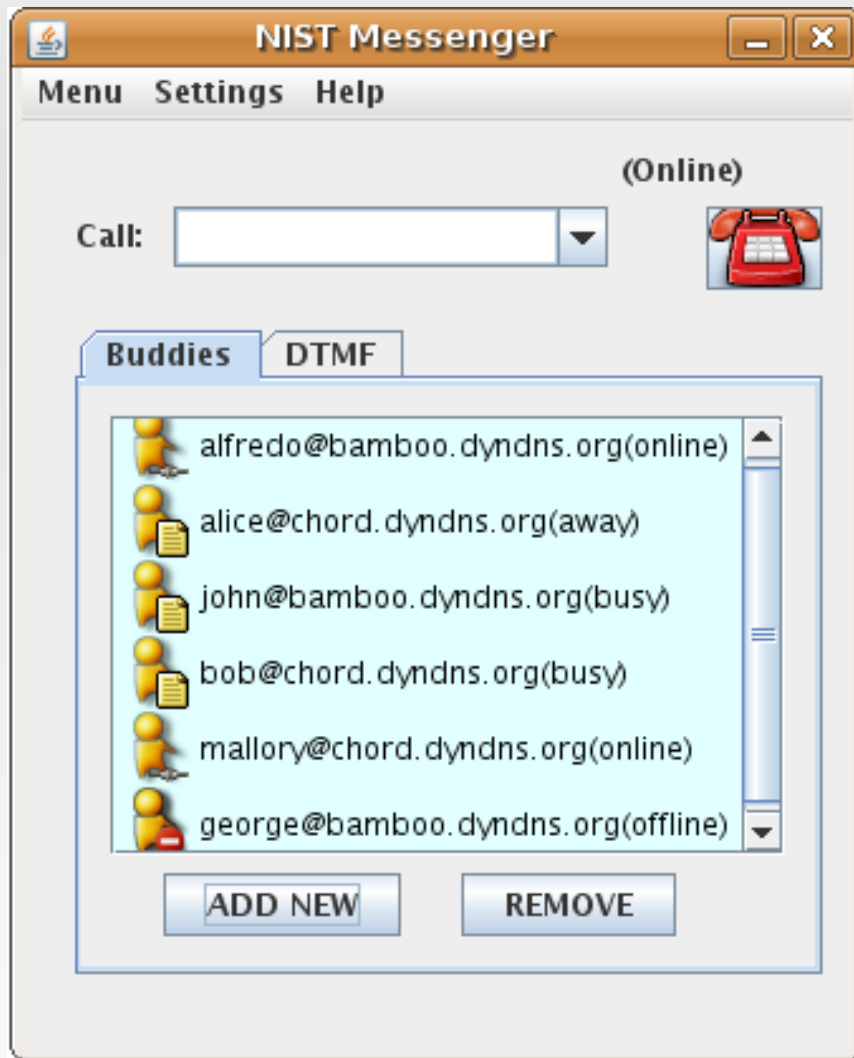 NIST Messenger
Menu Settings Help
(Online)
Call:
Buddies DTMF
alfredo@bamboo.dyndns.org(online)
alice@chord.dyndns.org(away)
john@bamboo.dyndns.org(busy)
bob@chord.dyndns.org(busy)
mallory@chord.dyndns.org(online)
george@bamboo.dyndns.org(offline)
ADD NEW REMOVE